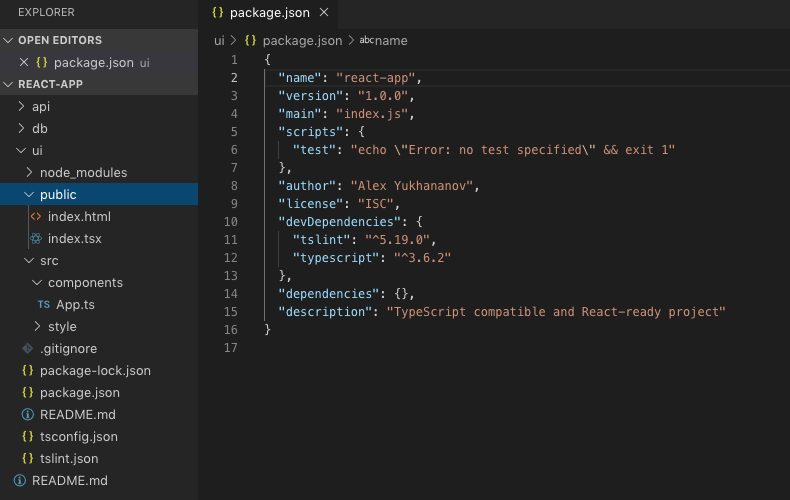 EXPLORER
OPEN EDITORS
package.json ui
REACT-APP
api
db
ui
node_modules
public
index.html
index.tsx
src
components
TS App.ts
style
.gitignore
package-lock.json
package.json
README.md
tsconfig.json
tslint.json
README.md
package.json
ui > package.json > abc name
1 {
2 "name": "react-app",
3 "version": "1.0.0",
4 "main": "index.js",
5 "scripts": {
6 "test": "echo \"Error: no test specified\" && exit 1"
7 },
8 "author": "Alex Yukhananov",
9 "license": "ISC",
10 "devDependencies": {
11 "tslint": "^5.19.0",
12 "typescript": "^3.6.2"
13 },
14 "dependencies": {},
15 "description": "TypeScript compatible and React-ready project"
16 }
17